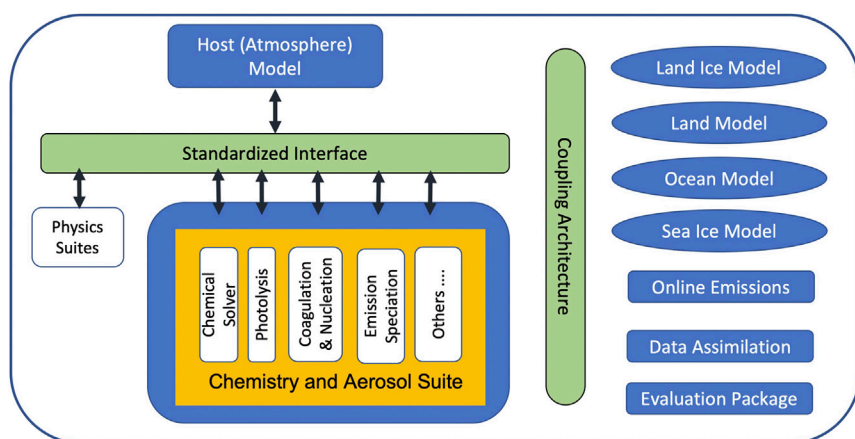 Host (Atmosphere)
Model
Standardized Interface
Physics
Suites
Chemical
Solver
Photolysis
Coagulation
& Nucleation
Emission
Speciation
Others ....
Chemistry and Aerosol Suite
Coupling Architecture
Land Ice Model
Land Model
Ocean Model
Sea Ice Model
Online Emissions
Data Assimilation
Evaluation Package